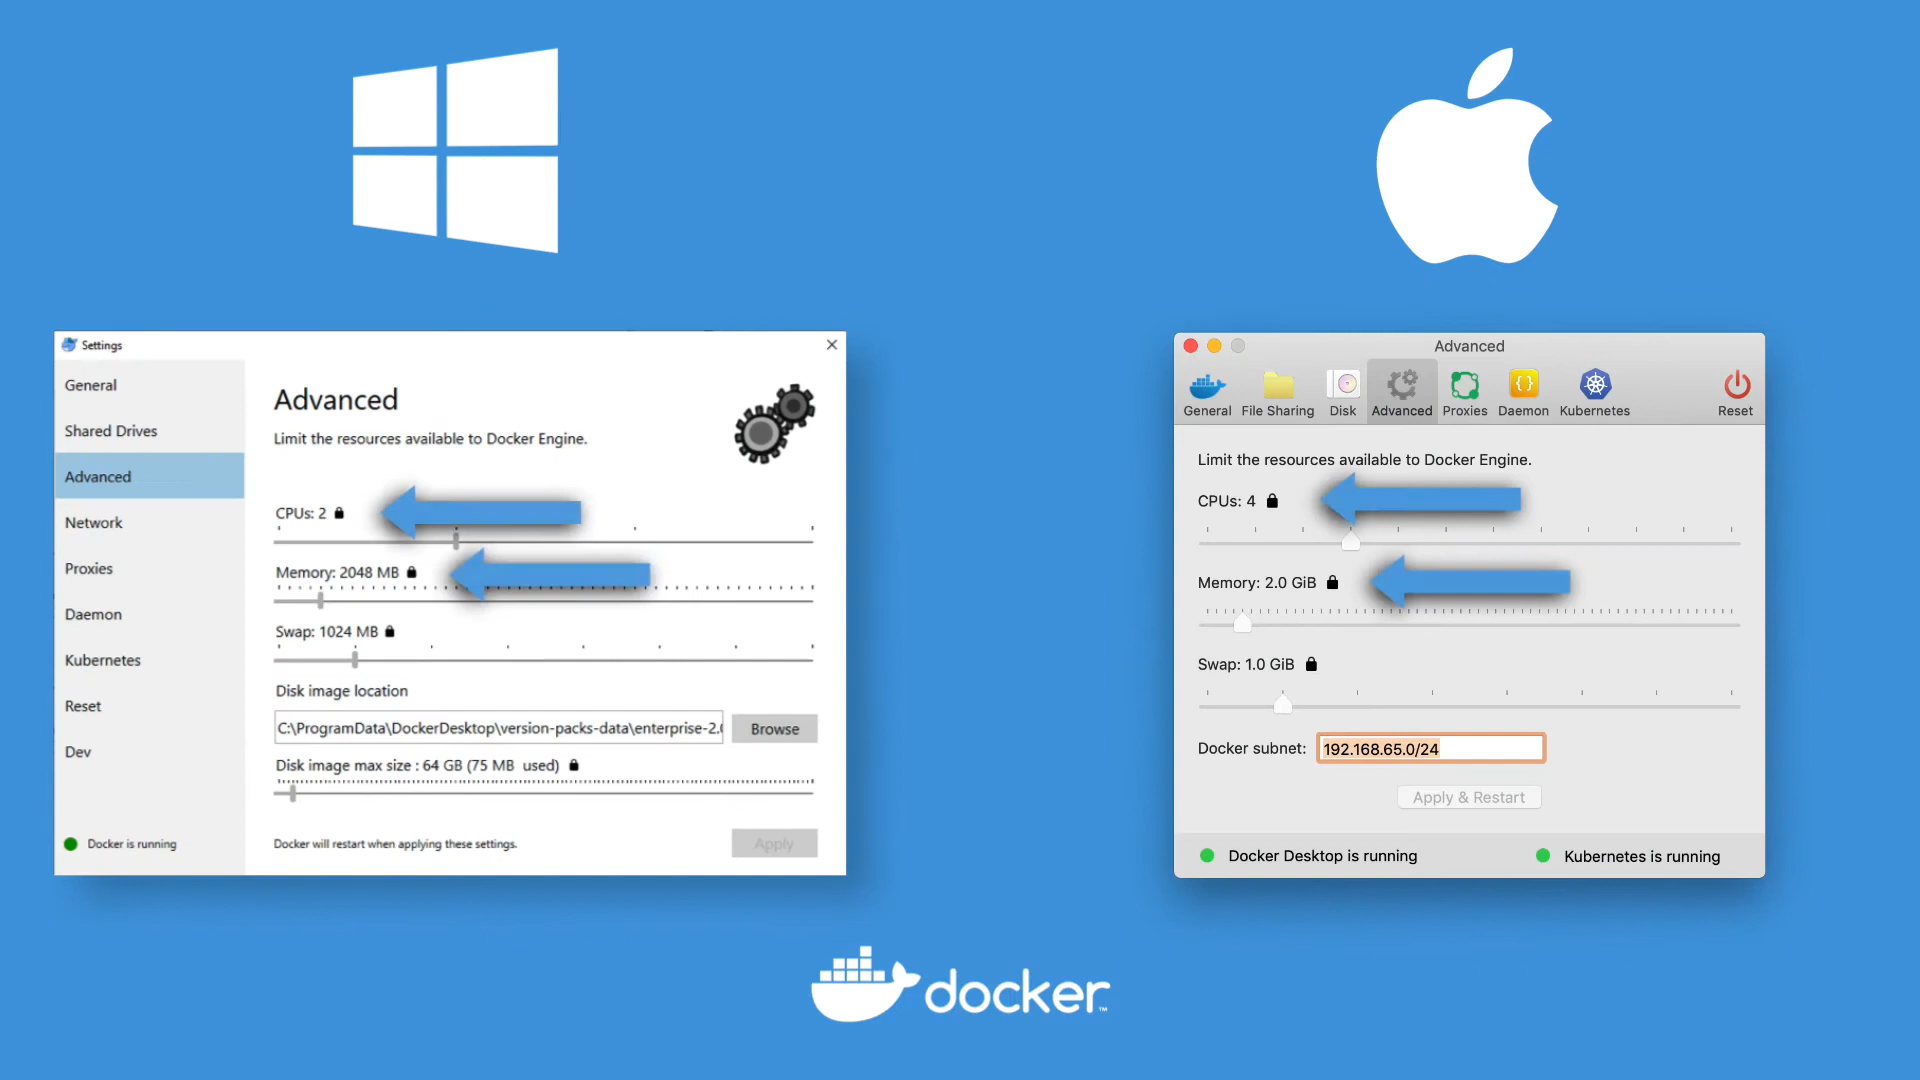 Settings
General
Shared Drives
Advanced
Network
Proxies
Daemon
Kubernetes
Reset
Dev
Docker is running
Advanced
Limit the resources available to Docker Engine.
CPUs: 2
Memory: 2048 MB
Swap: 1024 MB
Disk image location
C:\ProgramData\DockerDesktop\version-packs-data\enterprise-2.0
Browse
Disk image max size : 64 GB (75 MB used)
Docker will restart when applying these settings.
Apply
Advanced
General File Sharing Disk Advanced Proxies Daemon Kubernetes Reset
Limit the resources available to Docker Engine.
CPUs: 4
Memory: 2.0 GiB
Swap: 1.0 GiB
Docker subnet: 192.168.65.0/24
Apply & Restart
Docker Desktop is running Kubernetes is running
docker™